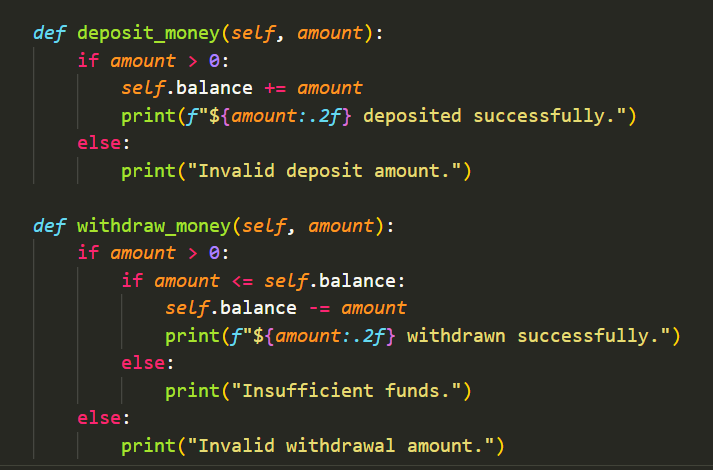 def deposit_money(self, amount):
    if amount > 0:
        self.balance += amount
        print(f"${amount:.2f} deposited successfully.")
    else:
        print("Invalid deposit amount.")

def withdraw_money(self, amount):
    if amount > 0:
        if amount <= self.balance:
            self.balance -= amount
            print(f"${amount:.2f} withdrawn successfully.")
        else:
            print("Insufficient funds.")
    else:
        print("Invalid withdrawal amount.")